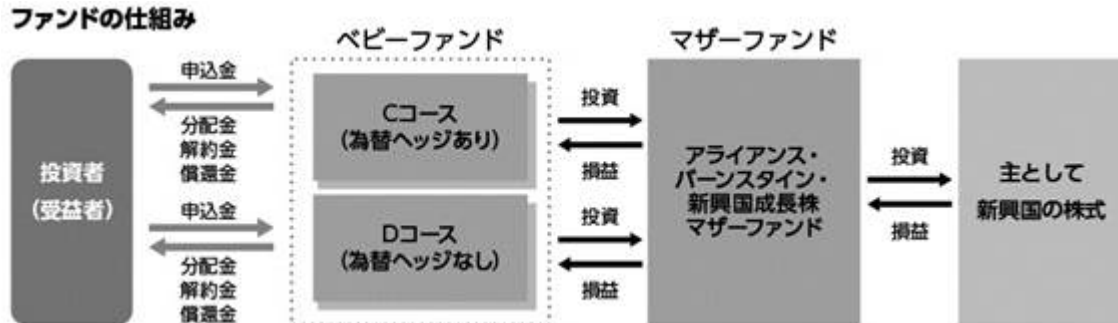 ファンドの仕組み
ベビーファンド
マザーファンド
投資者
（受益者）
申込金
分配金
解約金
償還金
申込金
分配金
解約金
償還金
Cコース
（為替ヘッジあり）
Dコース
（為替ヘッジなし）
投資
損益
投資
損益
アライアンス・
バーンスタイン・
新興国成長株
マザーファンド
投資
損益
主として
新興国の株式